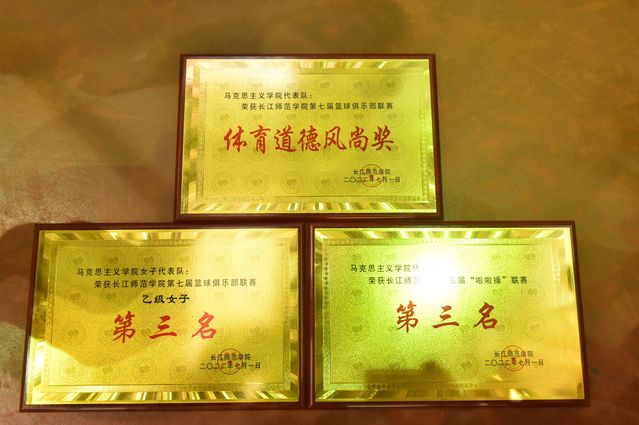 马克思主义学院代表队：
荣获长江师范学院第七届篮球俱乐部联赛
体育道德风尚奖
长江师范学院
二〇二二年七月一日
马克思主义学院女子代表队：
荣获长江师范学院第七届篮球俱乐部联赛
乙级女子
第三名
长江师范学院
二〇二二年七月一日
马克思主义学院代
荣获长江师范 五届“啦啦操”联赛
第三名
长江师范学院
二〇二二年七月一日